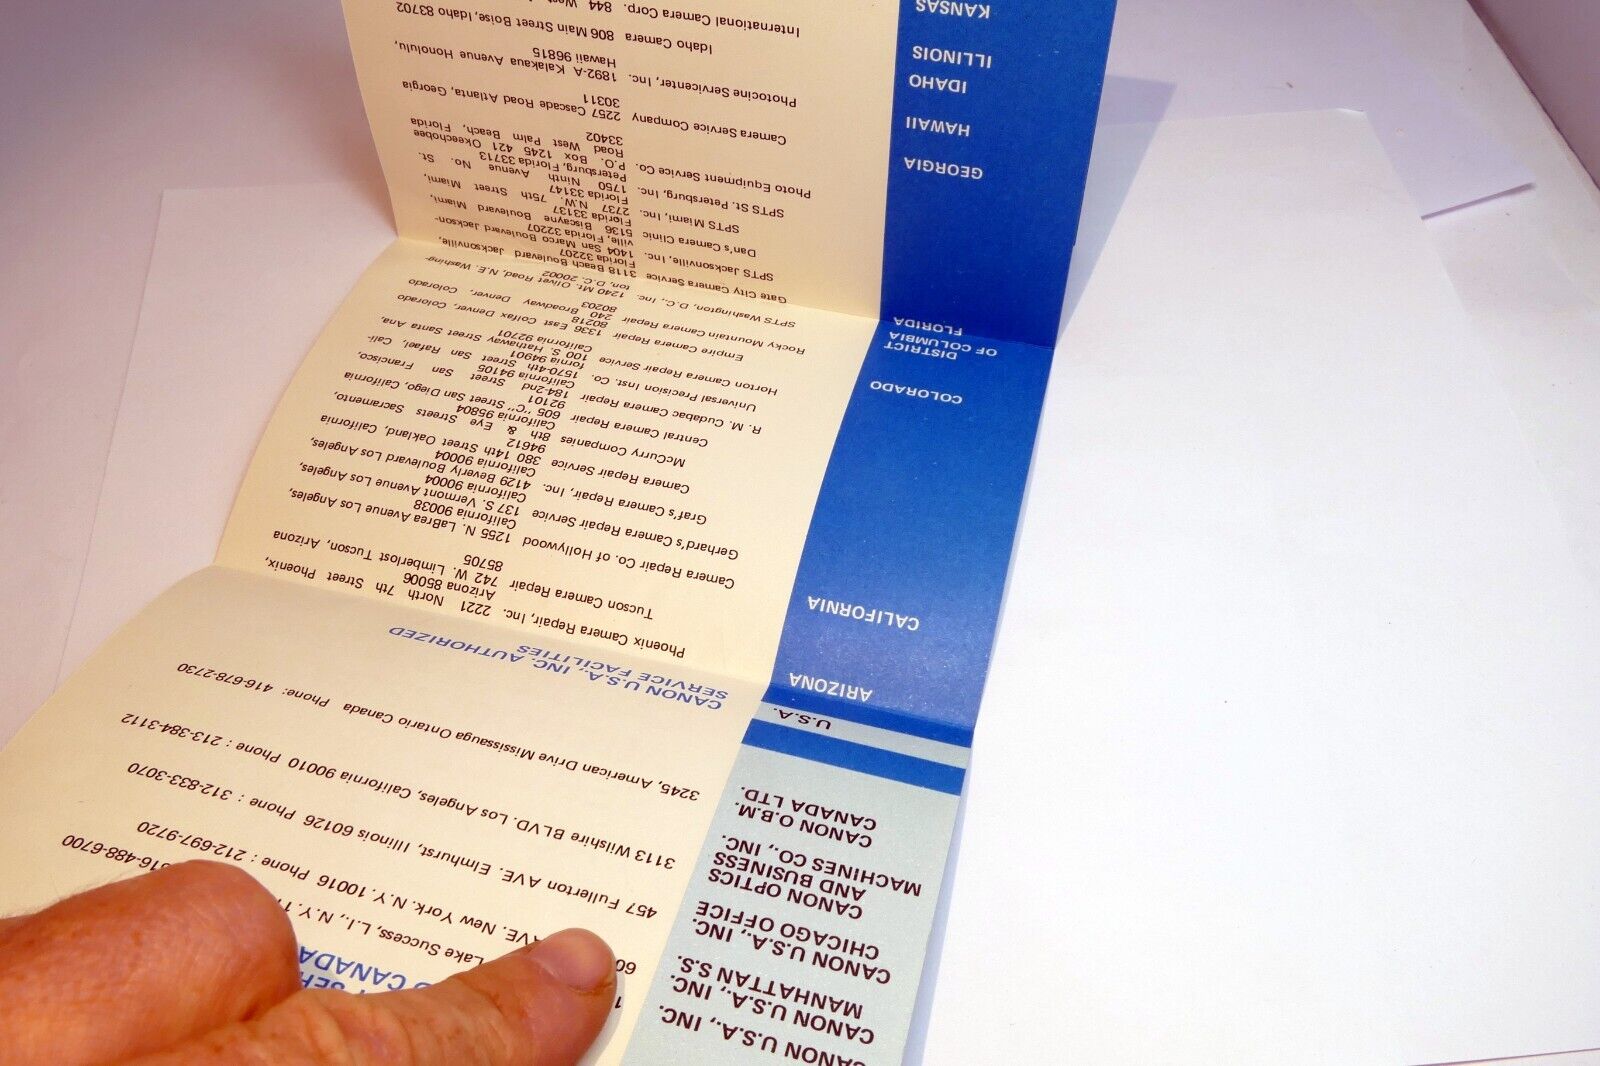 CANON U.S.A., INC.
CANADA
CANON U.S.A., INC.
MANHATTAN S.S.
Lake Success, L.I., N.Y.
516-488-6700
CANON U.S.A., INC.
CHICAGO OFFICE
AVE. New York. N.Y. 10016 Phone : 212-697-9720
CANON OPTICS
AND BUSINESS
MACHINES CO., INC
457 Fullerton AVE. Elmhurst, Illinois 60126 Phone : 312-833-3070
3113 Wilshire BLVD. Los Angeles, California 90010 Phone : 213-384-3112
CANON O.B.M.
CANADA LTD.
3245, American Drive Mississauga Ontario Canada Phone: 416-678-2730
U.S.A.
CANON U.S.A., INC. AUTHORIZED
SERVICE FACILITIES
ARIZONA
Phoenix Camera Repair, Inc. 2221 North 7th Street Phoenix,
Arizona 85006
Tucson Camera Repair 742 W. Limberlost Tucson, Arizona
85705
CALIFORNIA
Camera Repair Co. of Hollywood 1255 N. LaBrea Avenue Los Angeles,
California 90038
Gerhard's Camera Repair Service 137 S. Vermont Avenue Los Angeles,
California 90004
Graf's Camera Repair, Inc. 4129 Beverly Boulevard Los Angeles,
California 90004
Camera Repair Service 380 14th Street Oakland, California
94612
McCurry Companies 8th & Eye Streets Sacramento,
California 95804
Central Camera Repair 605 "C" Street San Diego, California
92101
R. M. Cudabac Camera Repair 184-2nd Street San Francisco,
California 94105
Universal Precision Inst. Co. 1570-4th Street San Rafael, Cali-
fornia 94901
Horton Camera Repair Service 100 S. Hathaway Street Santa Ana,
California 92701
COLORADO
Empire Camera Repair 1336 East Colfax Denver, Colorado
80218
Rocky Mountain Camera Repair 240 Broadway Denver, Colorado
80203
DISTRICT
OF COLUMBIA
SPTS Washington, D.C., Inc. 1240 Mt. Olivet Road, N.E. Washing-
ton, D.C. 20002
FLORIDA
Gate City Camera Service 3118 Beach Boulevard Jacksonville,
Florida 32207
SPTS Jacksonville, Inc. 1404 San Marco Boulevard Jackson-
ville, Florida 32207
Dan's Camera Clinic 5136 Biscayne Boulevard Miami,
Florida 33137
SPTS Miami, Inc. 2737 N.W. 75th Street Miami,
Florida 33147
SPTS St. Petersburg, Inc. 1750 Ninth Avenue No. St.
Petersburg, Florida 33713
Photo Equipment Service Co. P.O. Box 1245 421 Okeechobee
Road West Palm Beach, Florida
33402
GEORGIA
Camera Service Company 2257 Cascade Road Atlanta, Georgia
30311
HAWAII
Photocine Servicenter, Inc. 1892-A Kalakaua Avenue Honolulu,
Hawaii 96815
IDAHO
Idaho Camera 806 Main Street Boise, Idaho 83702
ILLINOIS
International Camera Corp. 844 West
KANSAS